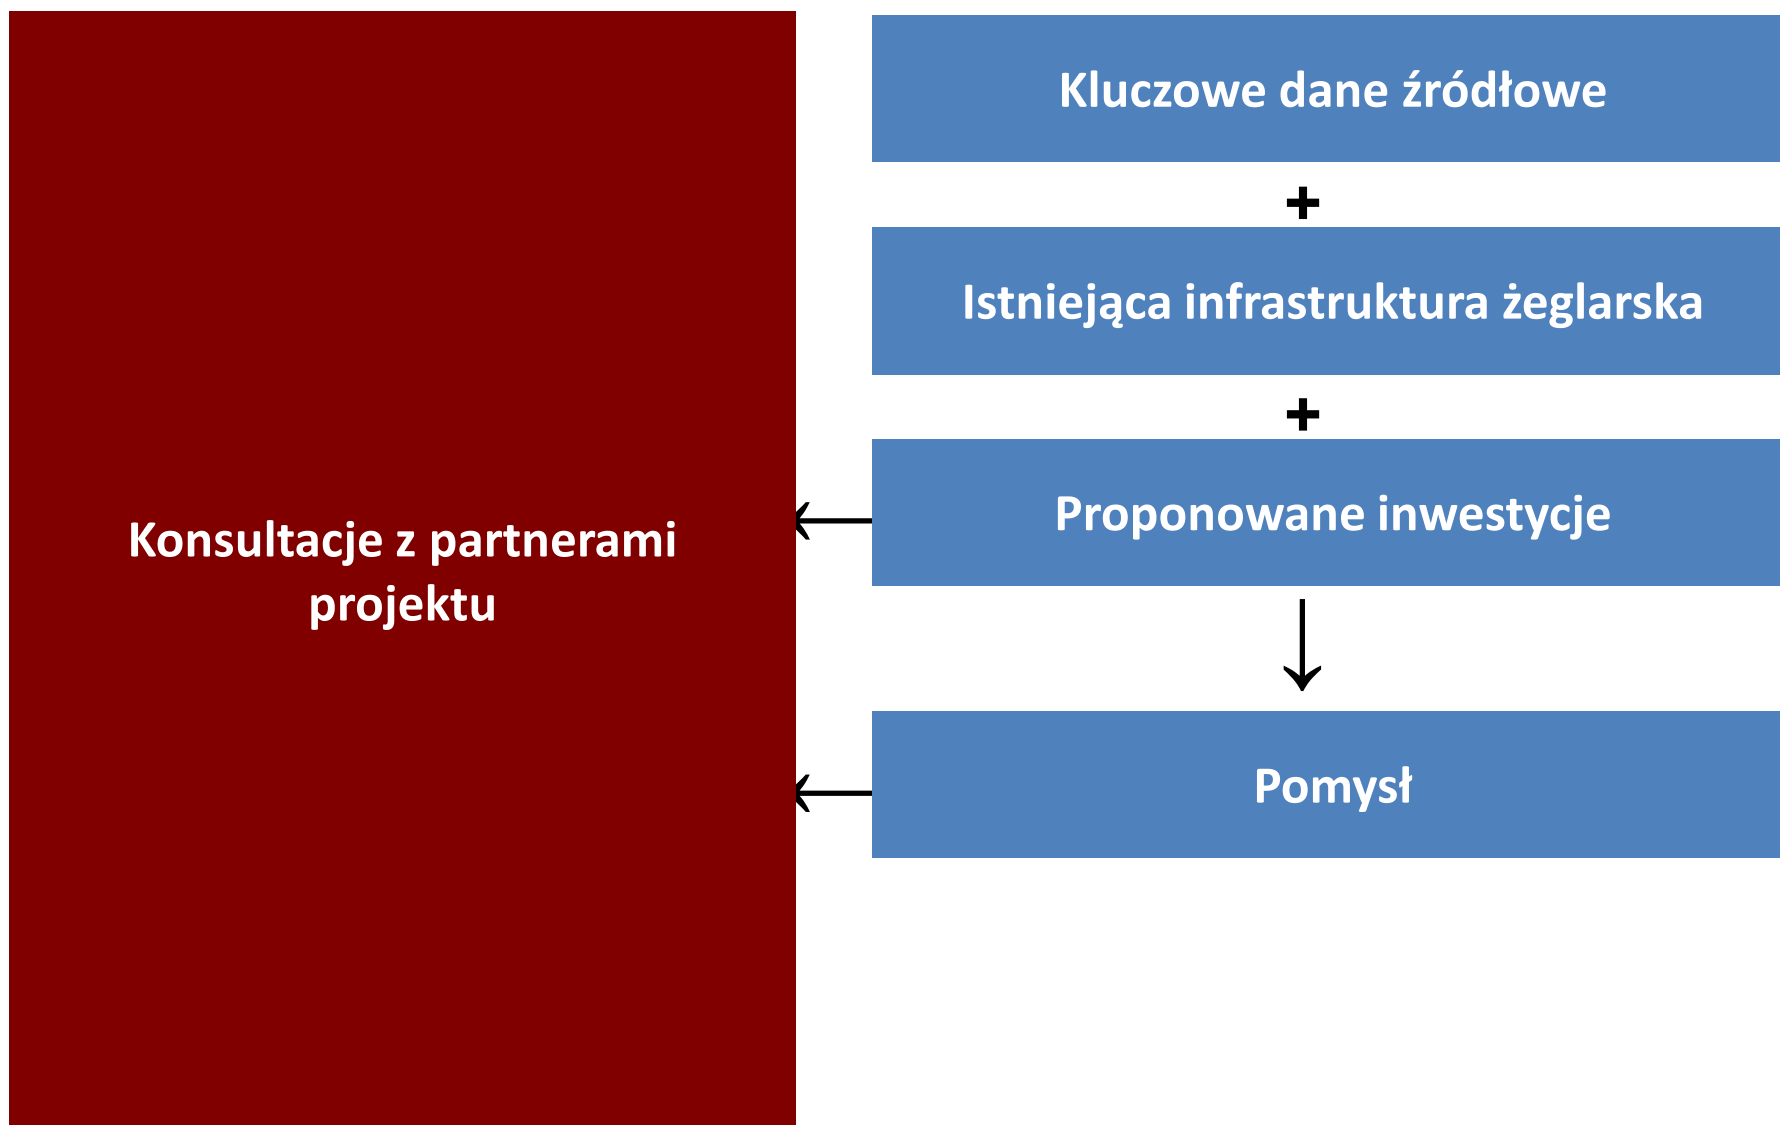 Kluczowe dane źródłowe
+
Istniejąca infrastruktura żeglarska
+
Proponowane inwestycje
Konsultacje z partnerami
projektu
Pomysł